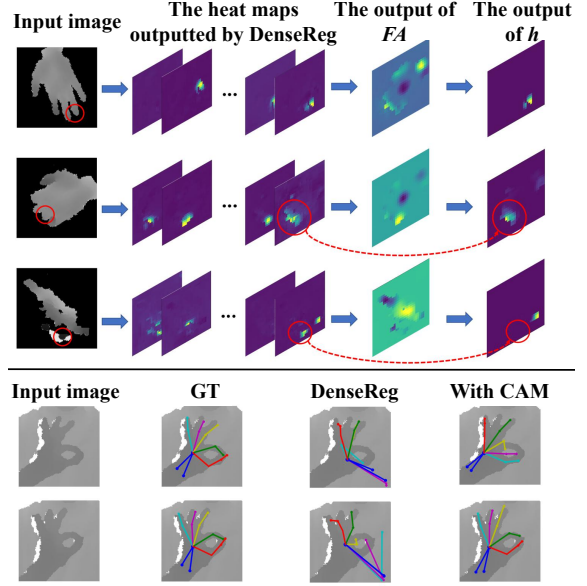 Input image
The heat maps
outputted by DenseReg
The output of
FA
The output
of h
...
...
...
Input image
GT
DenseReg
With CAM